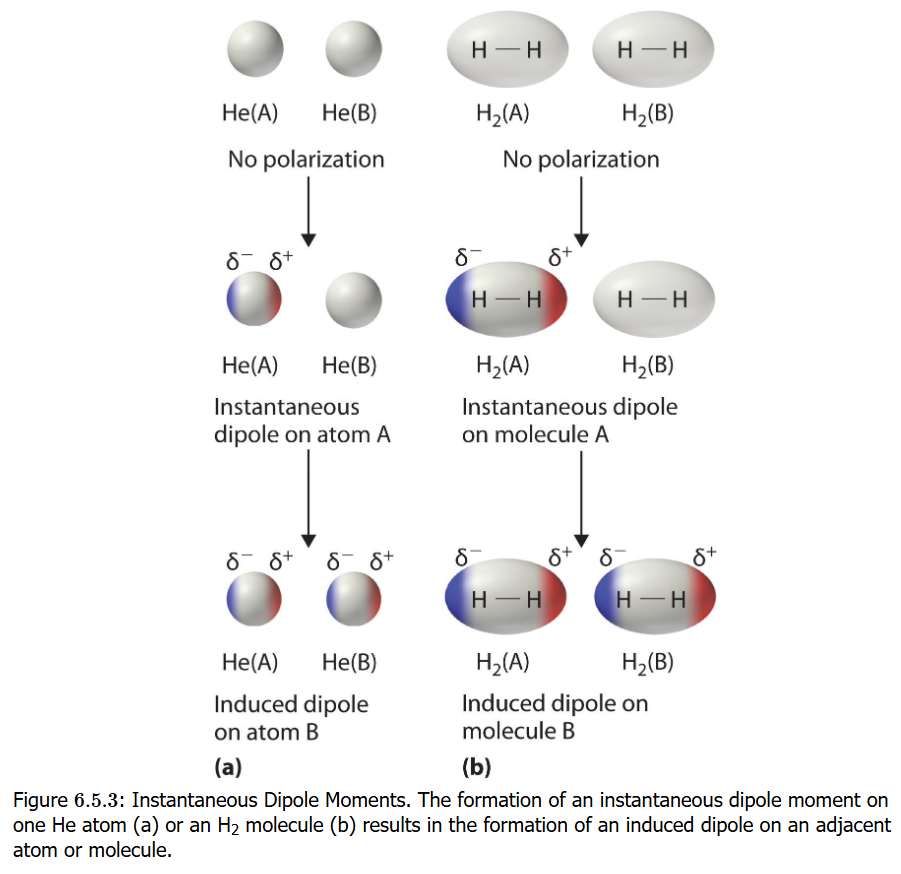 H — H H — H
He(A) He(B) H₂(A) H₂(B)
No polarization No polarization
δ⁻ δ⁺ δ⁻ δ⁺
H — H H — H
He(A) He(B) H₂(A) H₂(B)
Instantaneous Instantaneous dipole
dipole on atom A on molecule A
δ⁻ δ⁺ δ⁻ δ⁺ δ⁻ δ⁺ δ⁻ δ⁺
H — H H — H
He(A) He(B) H₂(A) H₂(B)
Induced dipole Induced dipole on
on atom B molecule B
(a) (b)
Figure 6.5.3: Instantaneous Dipole Moments. The formation of an instantaneous dipole moment on
one He atom (a) or an H₂ molecule (b) results in the formation of an induced dipole on an adjacent
atom or molecule.